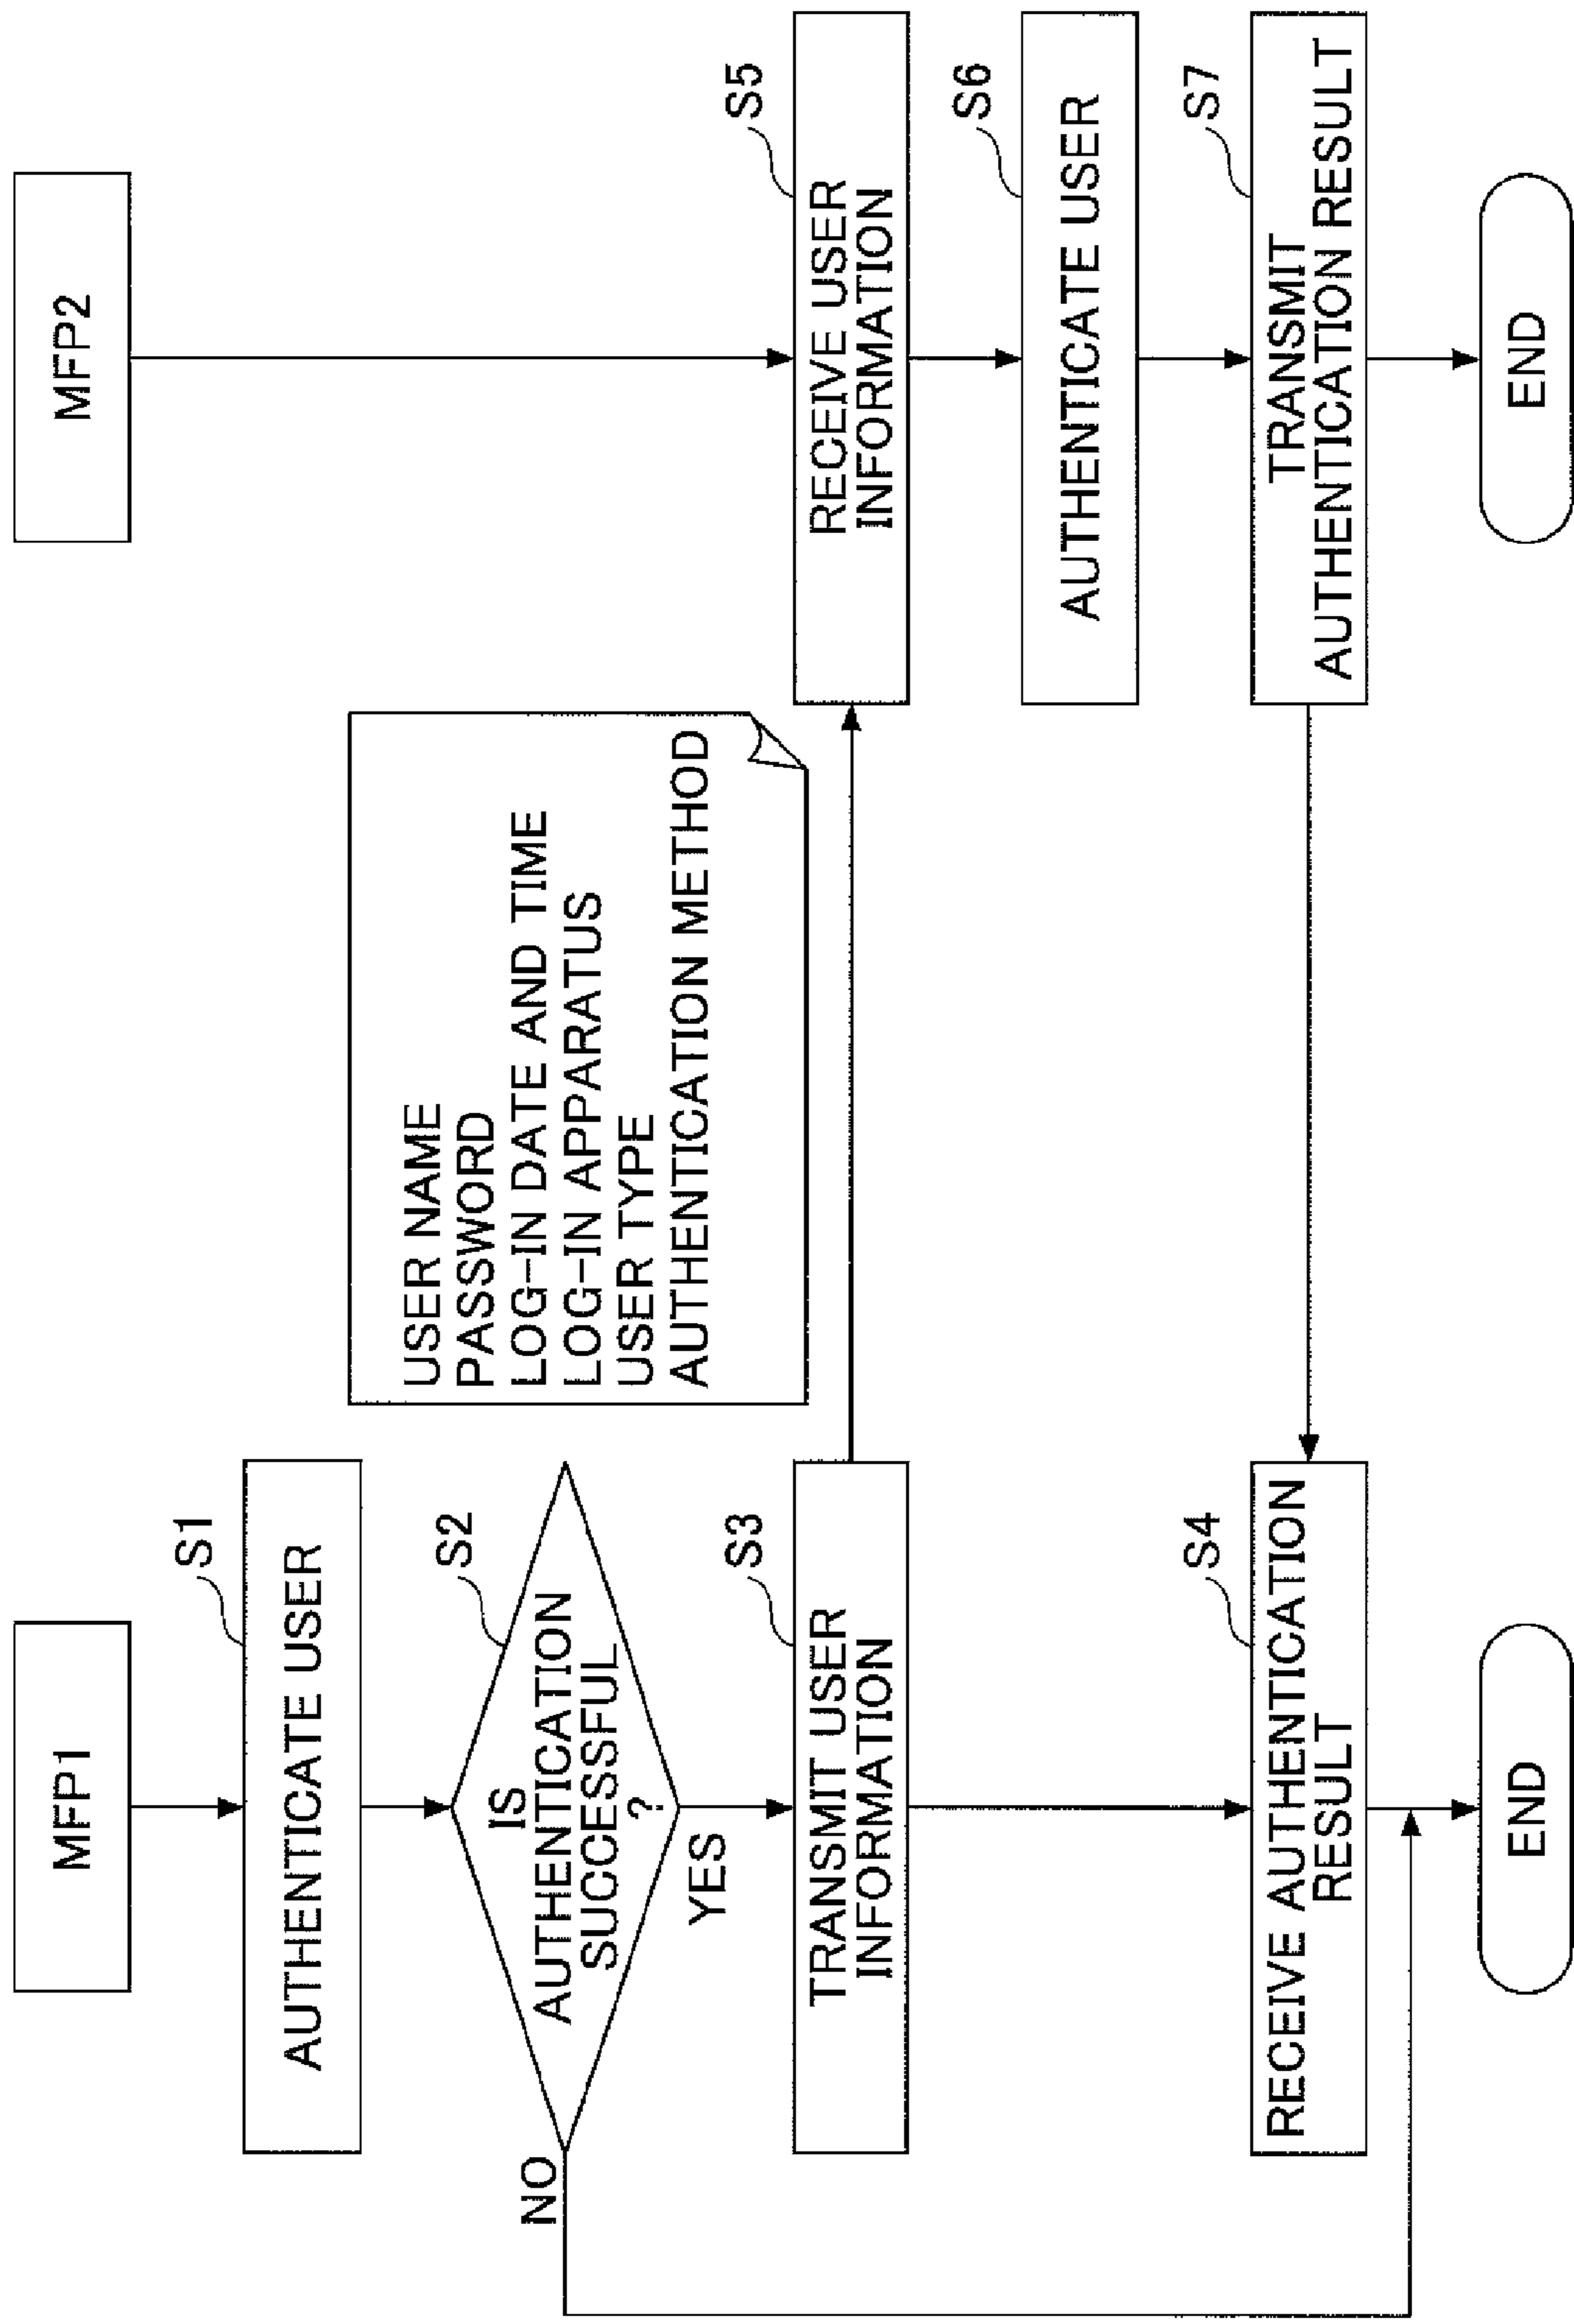 MFP1
S1
AUTHENTICATE USER
S2
IS
AUTHENTICATION
SUCCESSFUL
?
NO
YES
S3
TRANSMIT USER
INFORMATION
S4
RECEIVE AUTHENTICATION
RESULT
END
USER NAME
PASSWORD
LOG-IN DATE AND TIME
LOG-IN APPARATUS
USER TYPE
AUTHENTICATION METHOD
MFP2
S5
RECEIVE USER
INFORMATION
S6
AUTHENTICATE USER
S7
TRANSMIT
AUTHENTICATION RESULT
END